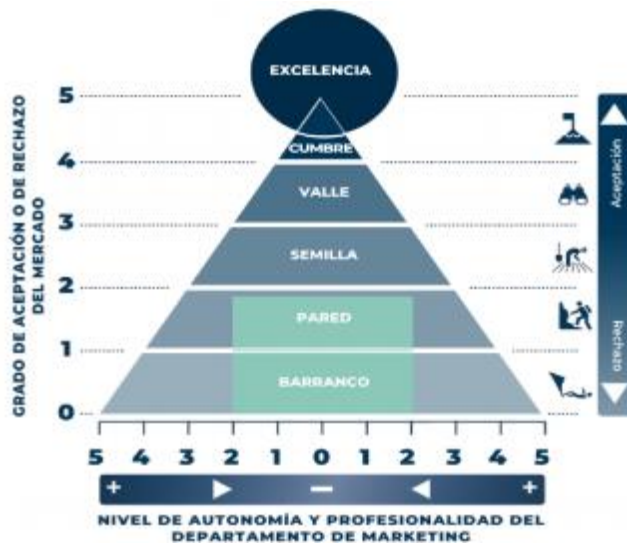 EXCELENCIA
5
CUMBRE
4
VALLE
3
SEMILLA
2
PARED
1
BARRANCO
0
GRADO DE ACEPTACIÓN O DE RECHAZO
DEL MERCADO
Aceptación
Rechazo
5 4 3 2 1 0 1 2 3 4 5
+ − +
NIVEL DE AUTONOMÍA Y PROFESIONALIDAD DEL
DEPARTAMENTO DE MARKETING